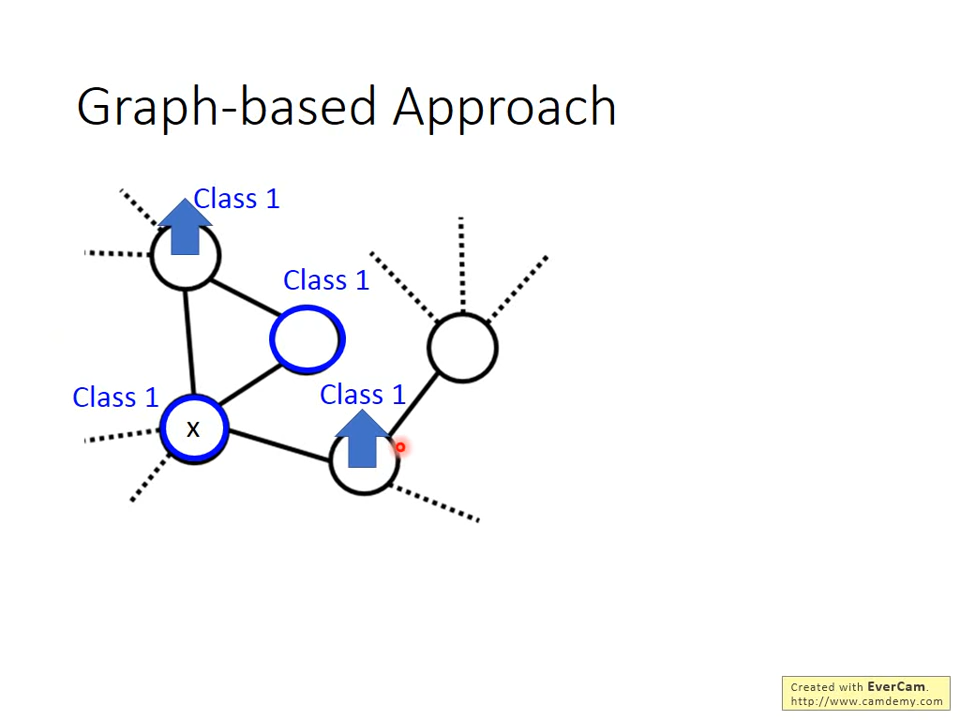 Graph-based Approach
Class 1
Class 1
Class 1
Class 1
x
Created with EverCam.
http://www.camdemy.com